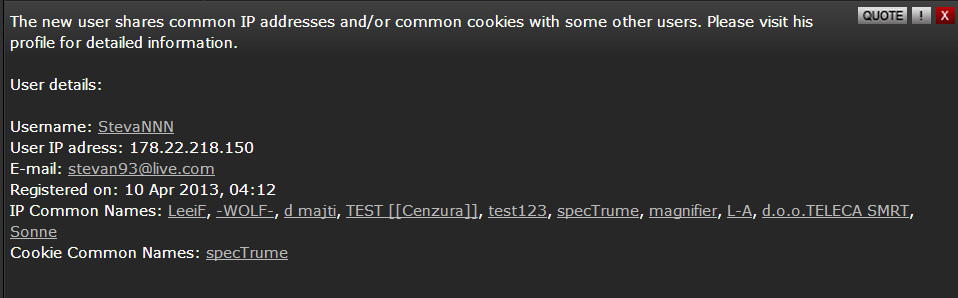 QUOTE ! X
The new user shares common IP addresses and/or common cookies with some other users. Please visit his
profile for detailed information.
User details:
Username: StevaNNN
User IP adress: 178.22.218.150
E-mail: stevan93@live.com
Registered on: 10 Apr 2013, 04:12
IP Common Names: LeeiF, -WOLF-, d majti, TEST [[Cenzura]], test123, specTrume, magnifier, L-A, d.o.o.TELECA SMRT,
Sonne
Cookie Common Names: specTrume